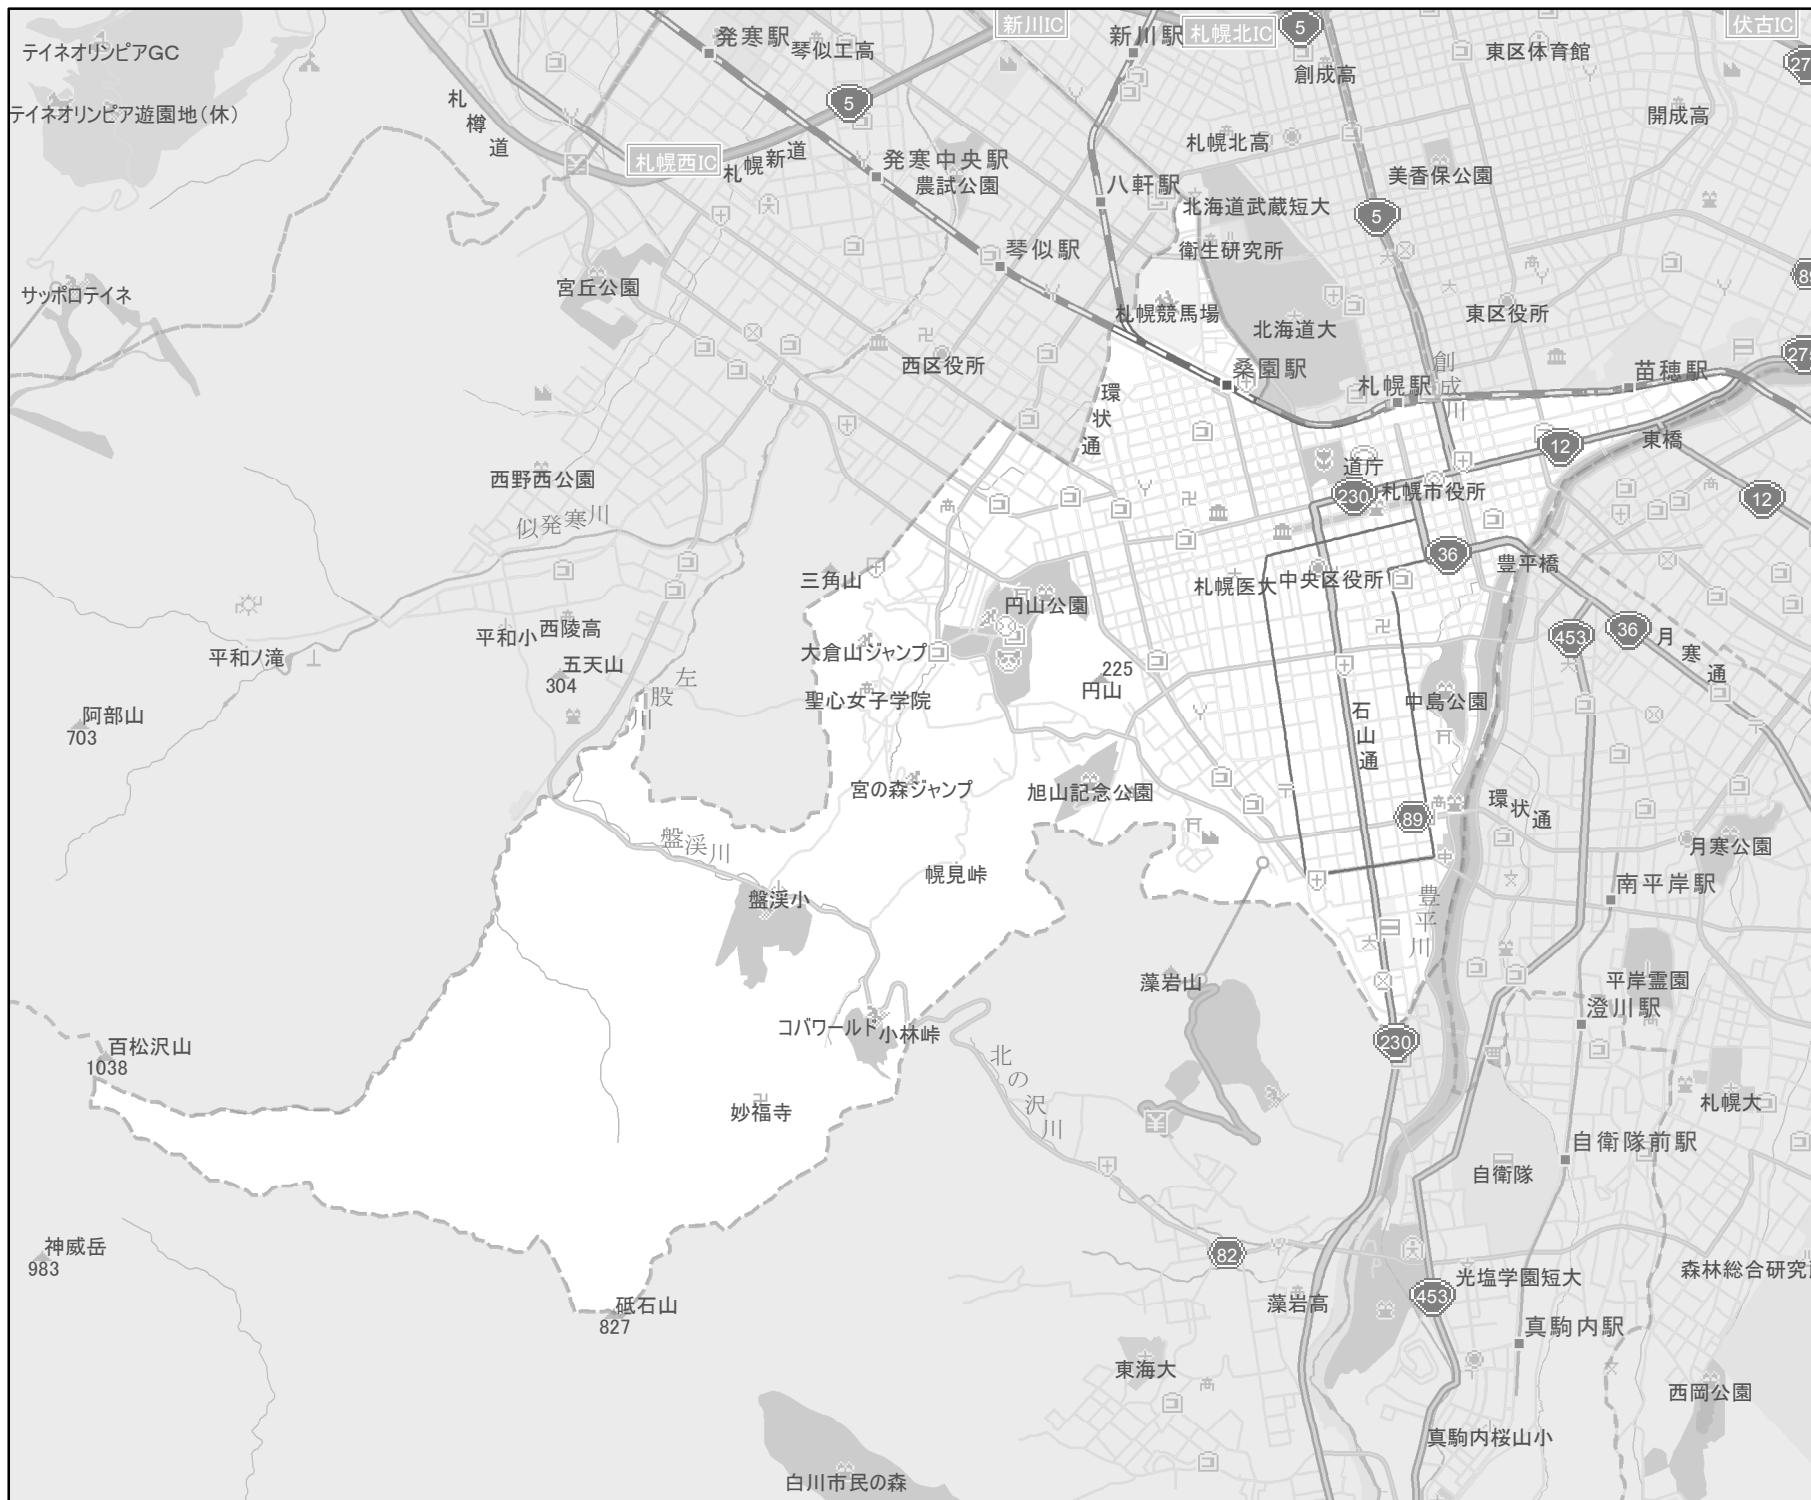 新川IC
札幌北IC
伏古IC
5
発寒駅
琴似工高
新川駅
東区体育館
テイネオリンピアGC
創成高
27
5
テイネオリンピア遊園地(休)
札樽道
開成高
札幌北高
札幌西IC
札幌新道
発寒中央駅
農試公園
八軒駅
美香保公園
北海道武蔵短大
5
琴似駅
衛生研究所
89
サッポロテイネ
宮丘公園
札幌競馬場
東区役所
北海道大
西区役所
桑園駅
創成川
27
苗穂駅
札幌駅
環状通
12
東橋
道庁
西野西公園
230
札幌市役所
12
似発寒川
36
豊平橋
三角山
札幌医大
中央区役所
円山公園
平和小
西陵高
453
36
月寒通
平和ノ滝
大倉山ジャンプ
五天山
304
225
円山
左股川
聖心女子学院
中島公園
阿部山
703
石山通
宮の森ジャンプ
旭山記念公園
89
環状通
盤渓川
月寒公園
幌見峠
南平岸駅
盤渓小
豊平川
藻岩山
平岸霊園
コバワールド
小林峠
澄川駅
百松沢山
1038
230
北の沢川
妙福寺
札幌大
自衛隊前駅
自衛隊
神威岳
983
82
森林総合研究
光塩学園短大
453
藻岩高
砥石山
827
真駒内駅
東海大
西岡公園
真駒内桜山小
白川市民の森